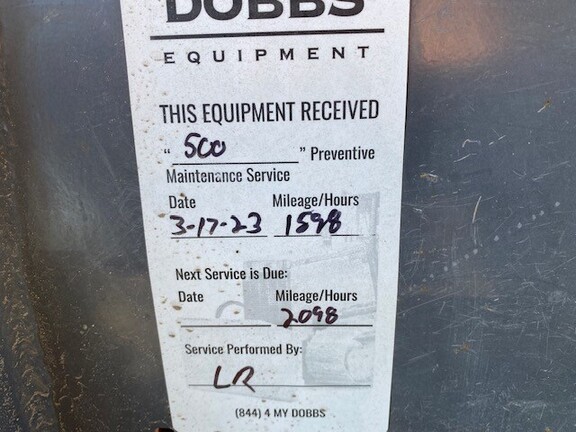 DOBBS
EQUIPMENT
THIS EQUIPMENT RECEIVED
" 500 " Preventive
Maintenance Service
Date Mileage/Hours
3-17-23 1598
Next Service is Due:
Date Mileage/Hours
2098
Service Performed By:
LR
(844) 4 MY DOBBS